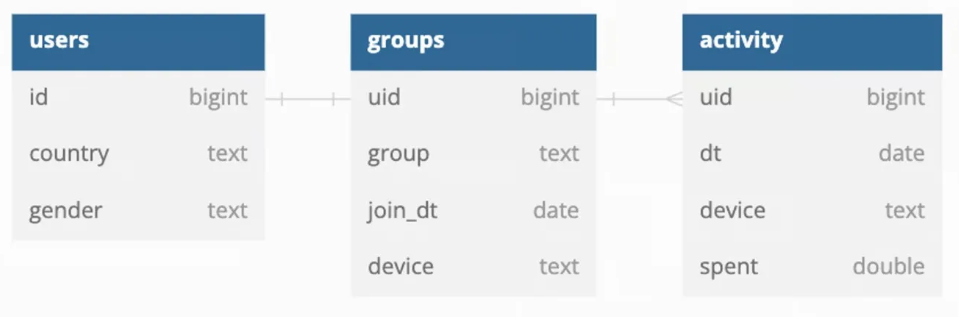 users
id bigint
country text
gender text
groups
uid bigint
group text
join_dt date
device text
activity
uid bigint
dt date
device text
spent double